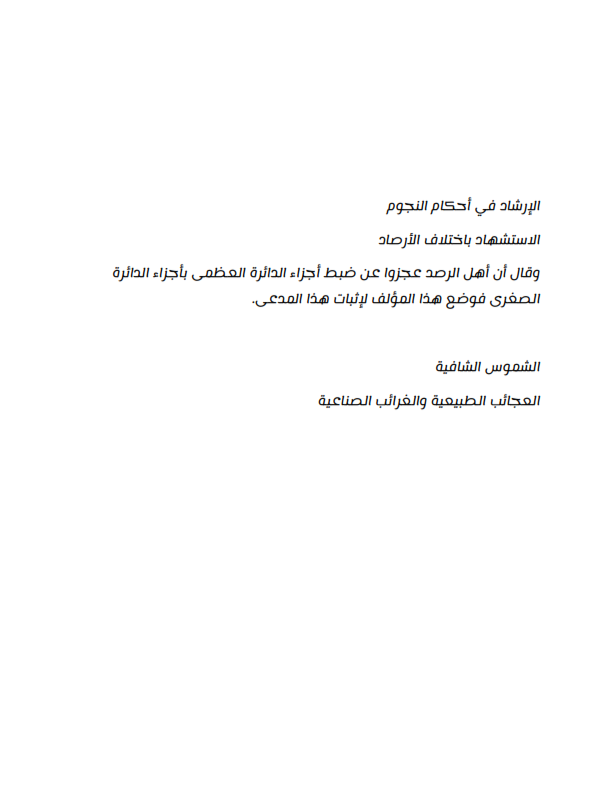 الإرشاد في أحكام النجوم
الاستشهاد باختلاف الأرصاد
وقال أن أهل الرصد عجزوا عن ضبط أجزاء الدائرة العظمى بأجزاء الدائرة
الصغرى فوضع هذا المؤلف لإثبات هذا المدعى.
الشموس الشافية
العجائب الطبيعية والغرائب الصناعية